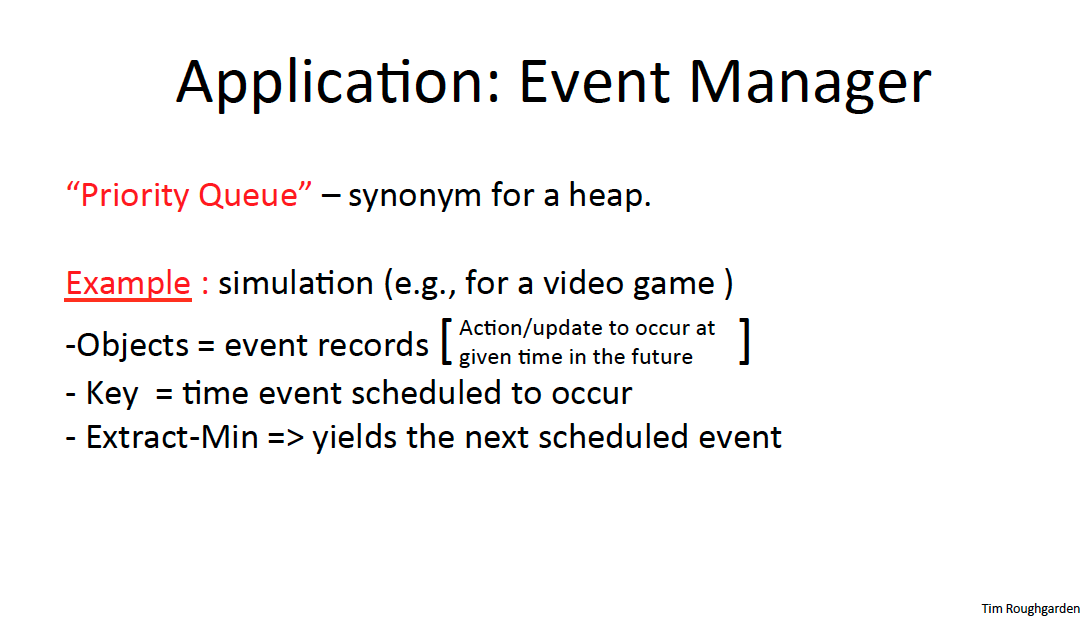 Application: Event Manager
“Priority Queue” – synonym for a heap.
Example : simulation (e.g., for a video game )
-Objects = event records [ Action/update to occur at
given time in the future ]
- Key = time event scheduled to occur
- Extract-Min => yields the next scheduled event
Tim Roughgarden